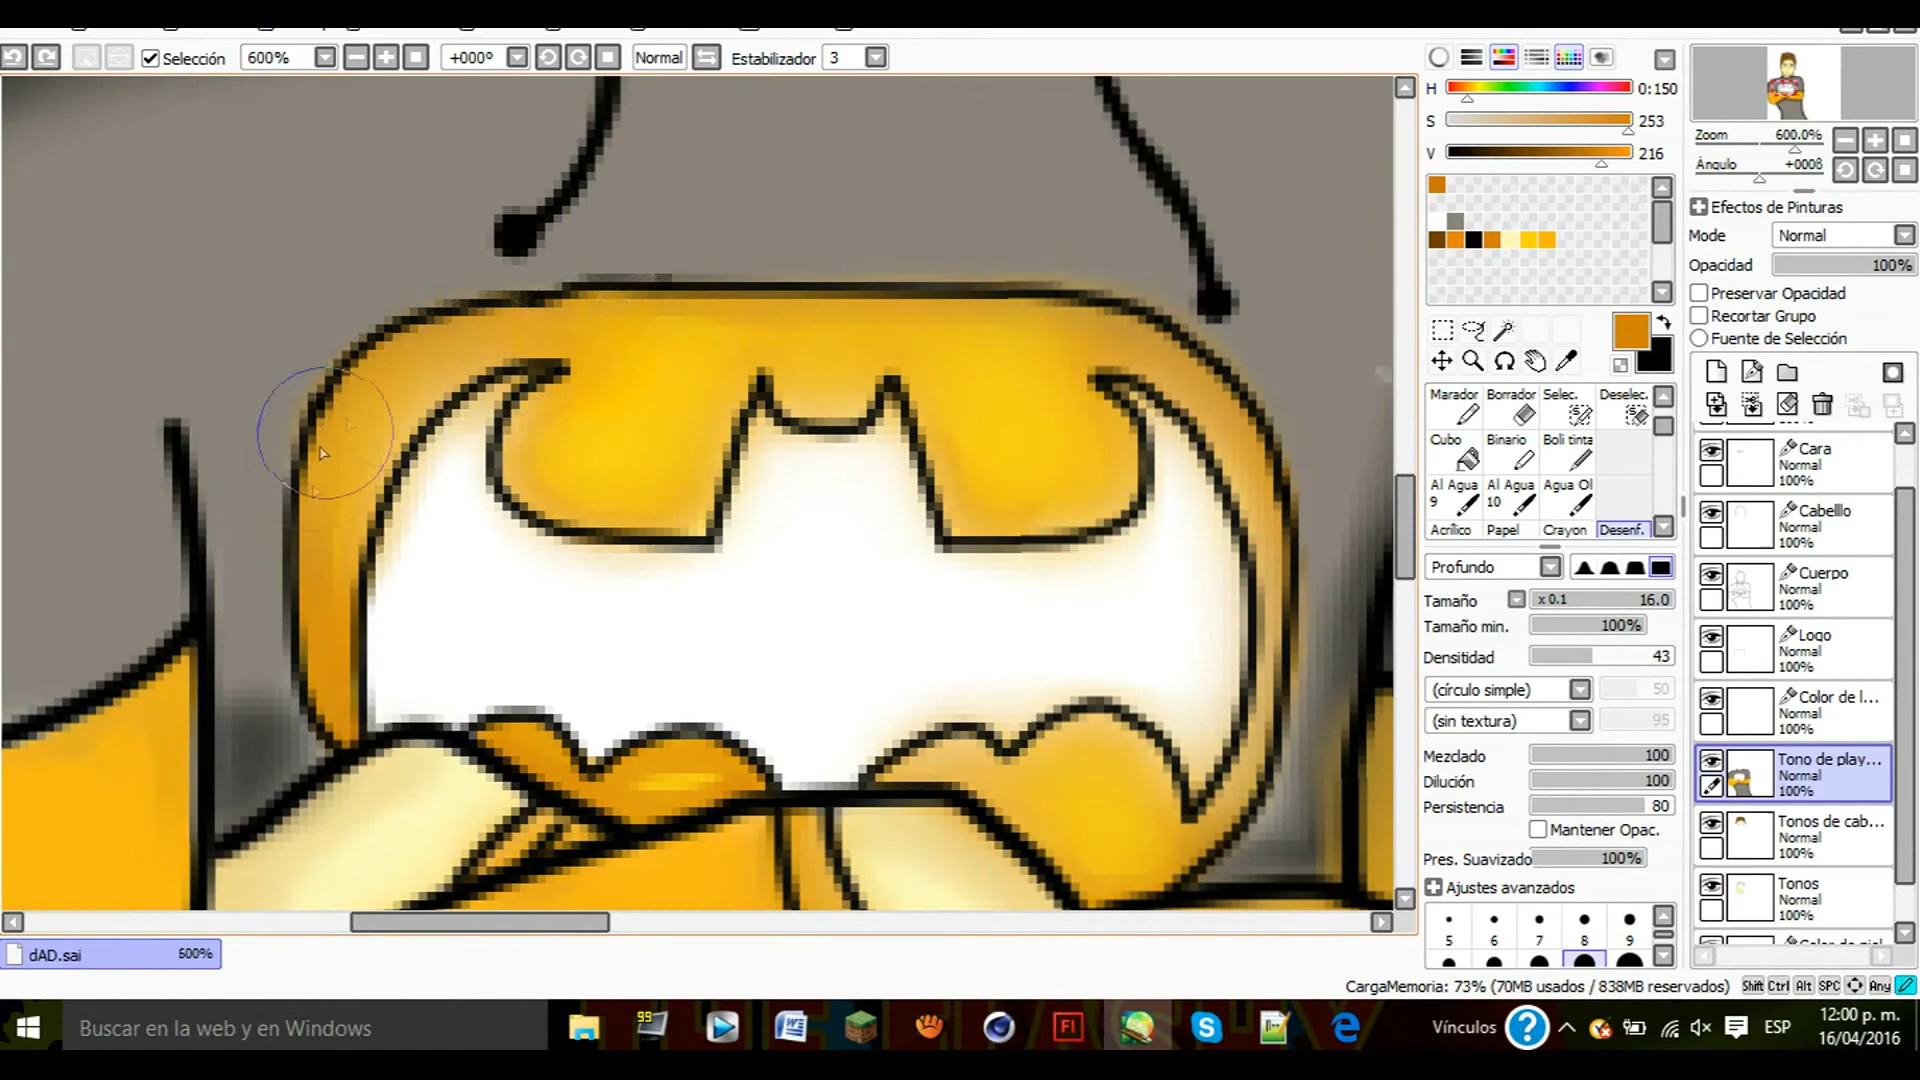 Selección 600% +000º Normal Estabilizador 3
H 0:150
S 253
V 216
Zoom 600.0%
Ángulo +000ß
Efectos de Pinturas
Mode Normal
Opacidad 100%
Preservar Opacidad
Recortar Grupo
Fuente de Selección
Marador Borrador Selec. Deselec.
Cubo Binario Boli tinta
Al Agua 9 Al Agua 10 Agua Ol
Acrílico Papel Crayon Desenf.
Profundo
Tamaño x 0.1 16.0
Tamaño min. 100%
Densitidad 43
(círculo simple) 50
(sin textura) 95
Mezclado 100
Dilución 100
Persistencia 80
Mantener Opac.
Pres. Suavizado 100%
Ajustes avanzados
5 6 7 8 9
Cara
Normal
100%
Cabelllo
Normal
100%
Cuerpo
Normal
100%
Logo
Normal
100%
Color de l...
Normal
100%
Tono de play...
Normal
100%
Tonos de cab...
Normal
100%
Tonos
Normal
100%
dAD.sai 600%
CargaMemoria: 73% (70MB usados / 838MB reservados) Shift Ctrl Alt SPC Any
Buscar en la web y en Windows
99
Vínculos
ESP
12:00 p. m.
16/04/2016